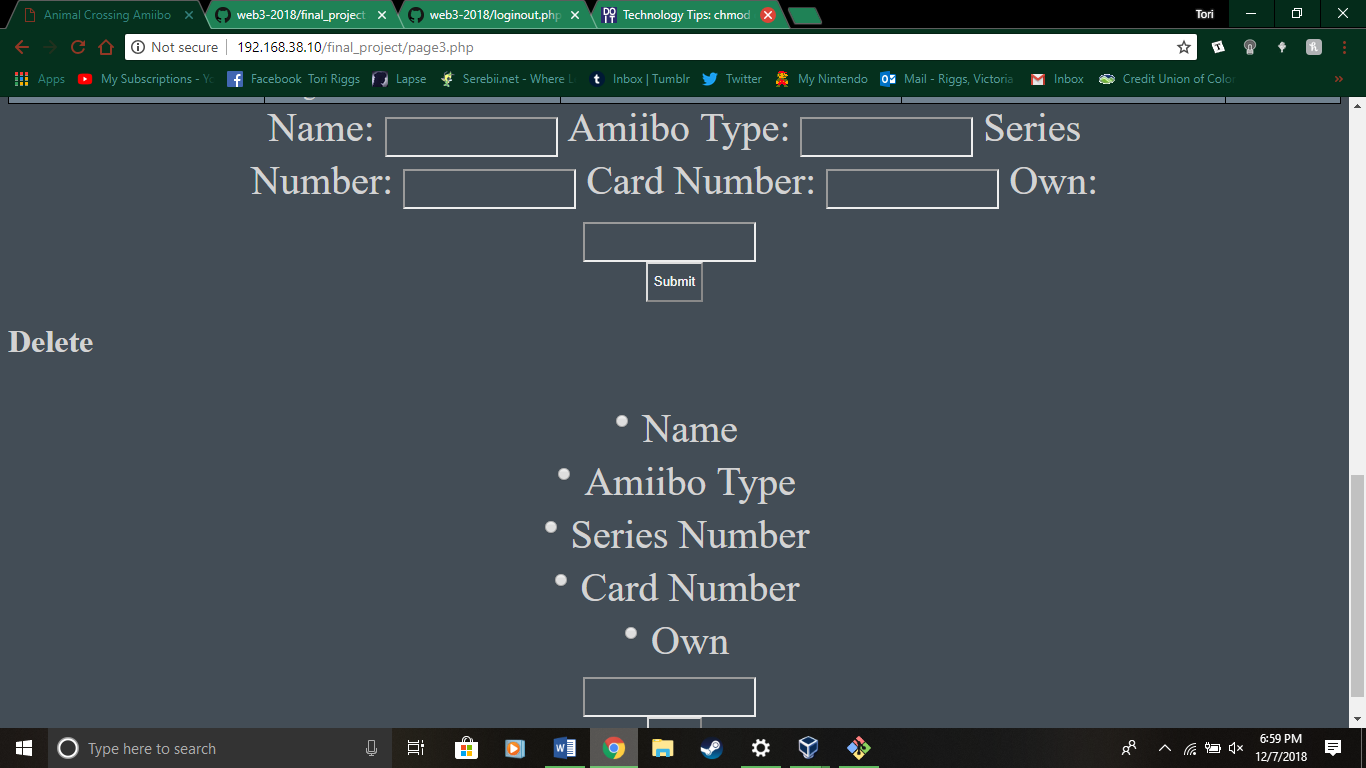 Animal Crossing Amiibo
web3-2018/final_project
web3-2018/loginout.php
DO IT Technology Tips: chmod
Tori
Not secure 192.168.38.10/final_project/page3.php
Apps My Subscriptions - Yo Facebook Tori Riggs Lapse Serebii.net - Where L Inbox | Tumblr Twitter My Nintendo Mail - Riggs, Victoria Inbox Credit Union of Color
Name: Amiibo Type: Series
Number: Card Number: Own:
Submit
Delete
Name
Amiibo Type
Series Number
Card Number
Own
Type here to search
6:59 PM
12/7/2018